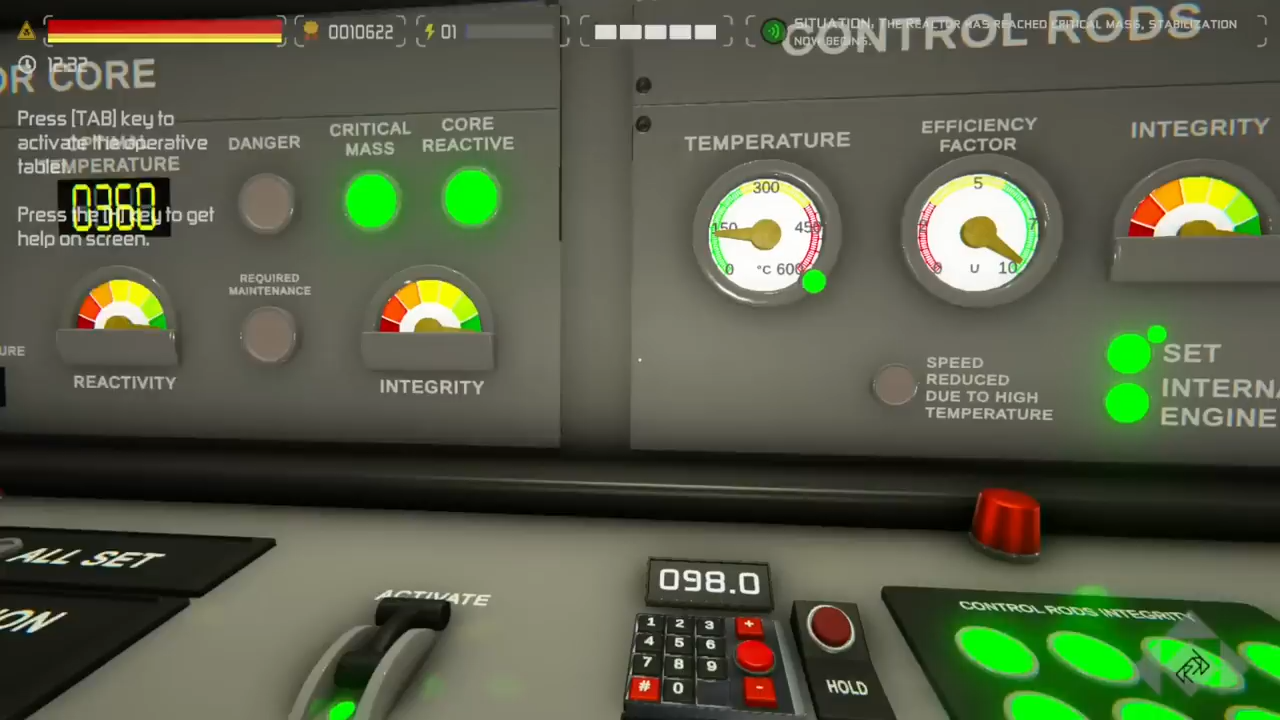 0010622
01
SITUATION, THE REACTOR HAS REACHED CRITICAL MASS, STABILIZATION
NOW BEGINS.
12:32
OR CORE
CONTROL RODS
Press [TAB] key to
activate the operative
tablet.
TEMPERATURE
0360
Press the [H] key to get
help on screen.
DANGER
CRITICAL
MASS
CORE
REACTIVE
REQUIRED
MAINTENANCE
REACTIVITY
INTEGRITY
URE
TEMPERATURE
0 150 300 450 600
°C
EFFICIENCY
FACTOR
0 5 7 10
U
INTEGRITY
SPEED
REDUCED
DUE TO HIGH
TEMPERATURE
SET
INTERNA
ENGINE
ALL SET
ON
ACTIVATE
098.0
1 2 3 +
4 5 6
7 8 9
# 0 -
HOLD
CONTROL RODS INTEGRITY